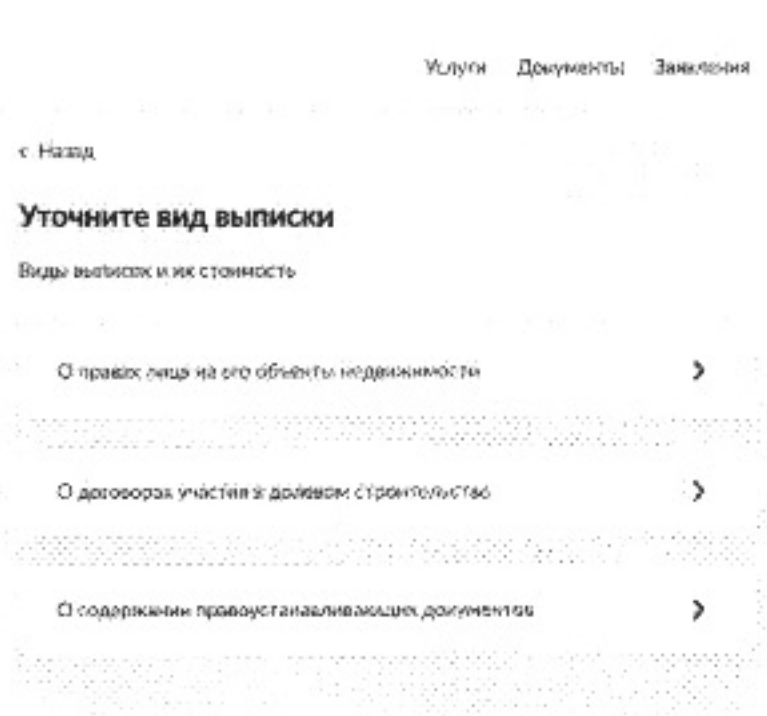 Услуги Документы Заявления
< Назад
Уточните вид выписки
Виды выписок и их стоимость
О правах лица на его объекты недвижимости
О договорах участия в долевом строительстве
О содержании правоустанавливающих документов